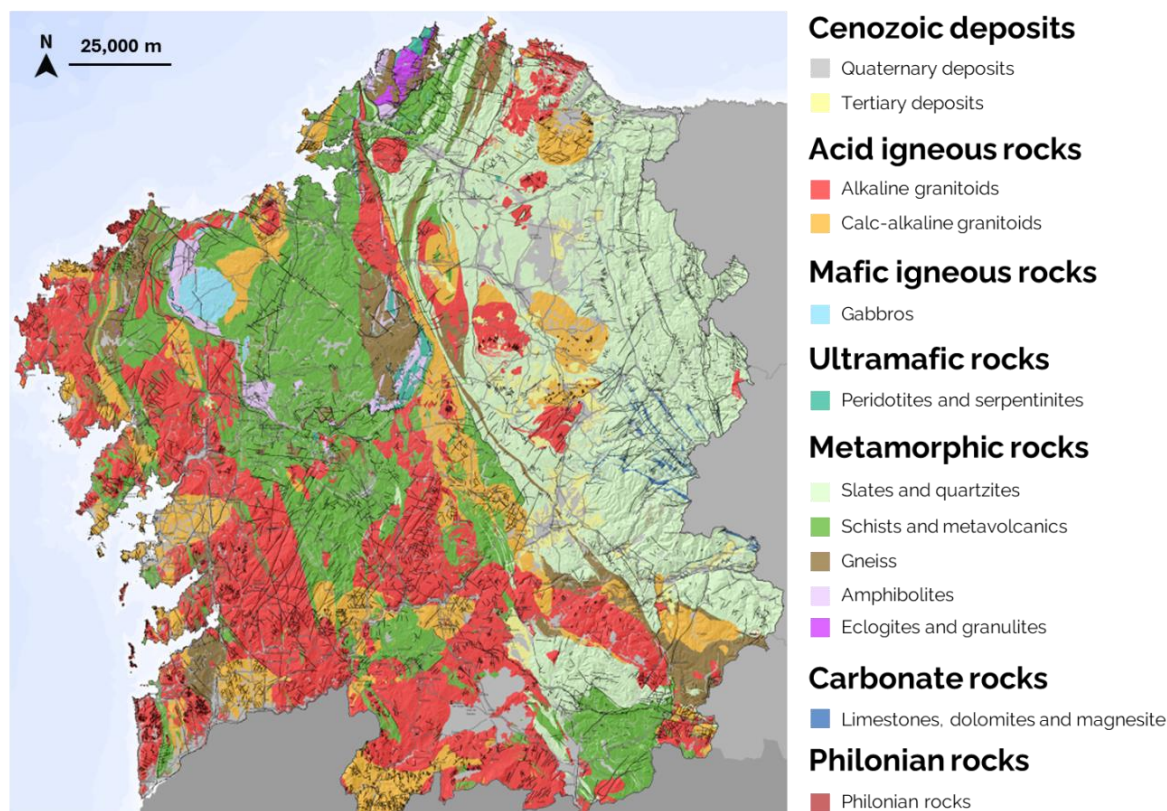 N
25,000 m
Cenozoic deposits
Quaternary deposits
Tertiary deposits
Acid igneous rocks
Alkaline granitoids
Calc-alkaline granitoids
Mafic igneous rocks
Gabbros
Ultramafic rocks
Peridotites and serpentinites
Metamorphic rocks
Slates and quartzites
Schists and metavolcanics
Gneiss
Amphibolites
Eclogites and granulites
Carbonate rocks
Limestones, dolomites and magnesite
Philonian rocks
Philonian rocks